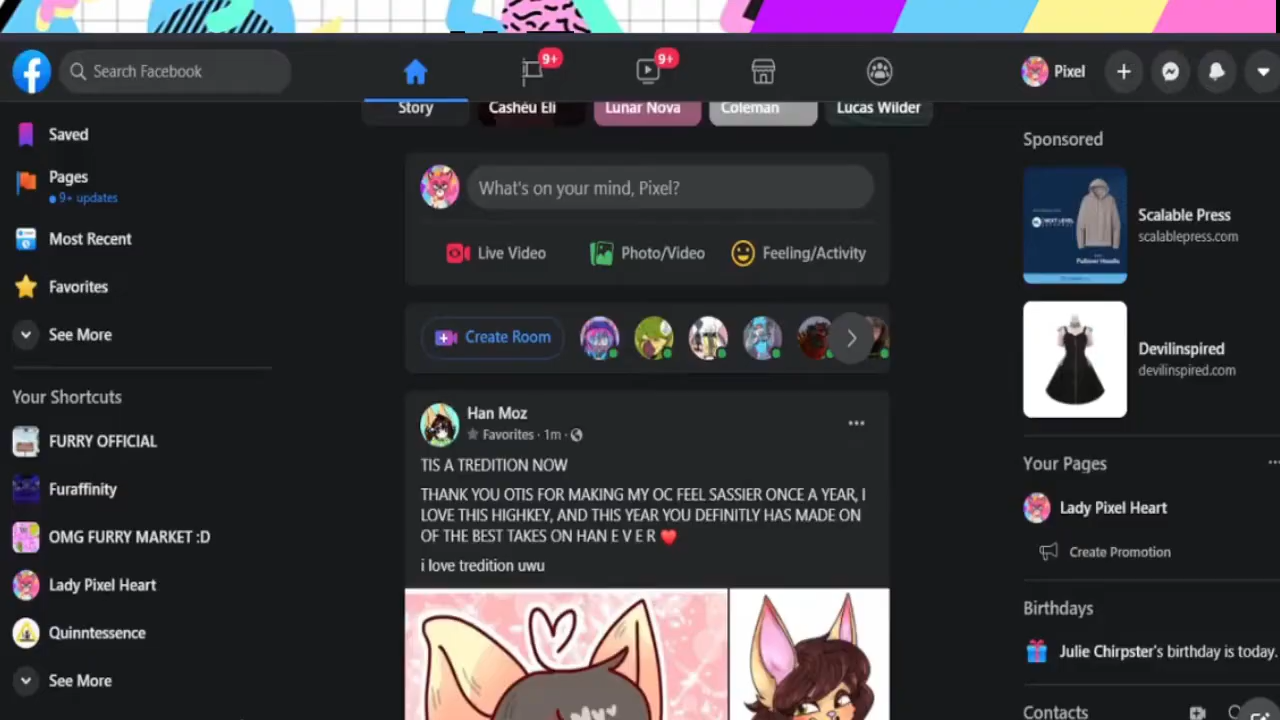 Search Facebook
9+
9+
Pixel
Story
Cashéu Eli
Lunar Nova
Coleman
Lucas Wilder
Saved
Pages
9+ updates
Most Recent
Favorites
See More
Your Shortcuts
FURRY OFFICIAL
Furaffinity
OMG FURRY MARKET :D
Lady Pixel Heart
Quinntessence
See More
What's on your mind, Pixel?
Live Video
Photo/Video
Feeling/Activity
Create Room
Han Moz
Favorites · 1m ·
TIS A TREDITION NOW
THANK YOU OTIS FOR MAKING MY OC FEEL SASSIER ONCE A YEAR, I
LOVE THIS HIGHKEY, AND THIS YEAR YOU DEFINITLY HAS MADE ON
OF THE BEST TAKES ON HAN E V E R ❤️
i love tredition uwu
Sponsored
NEXT LEVEL
Pullover Hoodie
Scalable Press
scalablepress.com
Devilinspired
devilinspired.com
Your Pages
Lady Pixel Heart
Create Promotion
Birthdays
Julie Chirpster's birthday is today.
Contacts